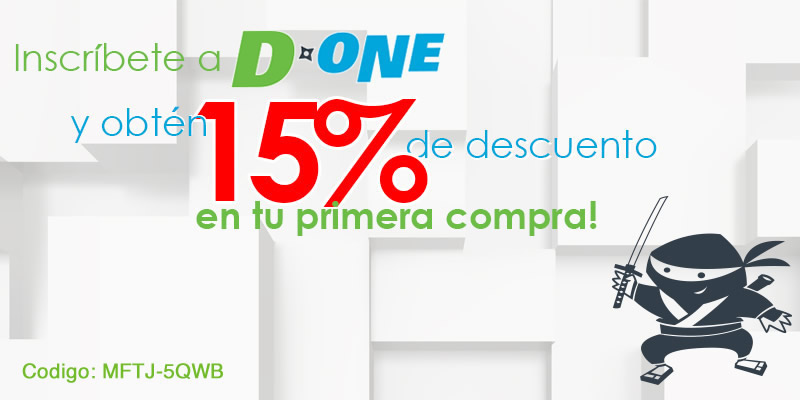 Inscríbete a D·ONE
y obtén 15% de descuento
en tu primera compra!
Codigo: MFTJ-5QWB